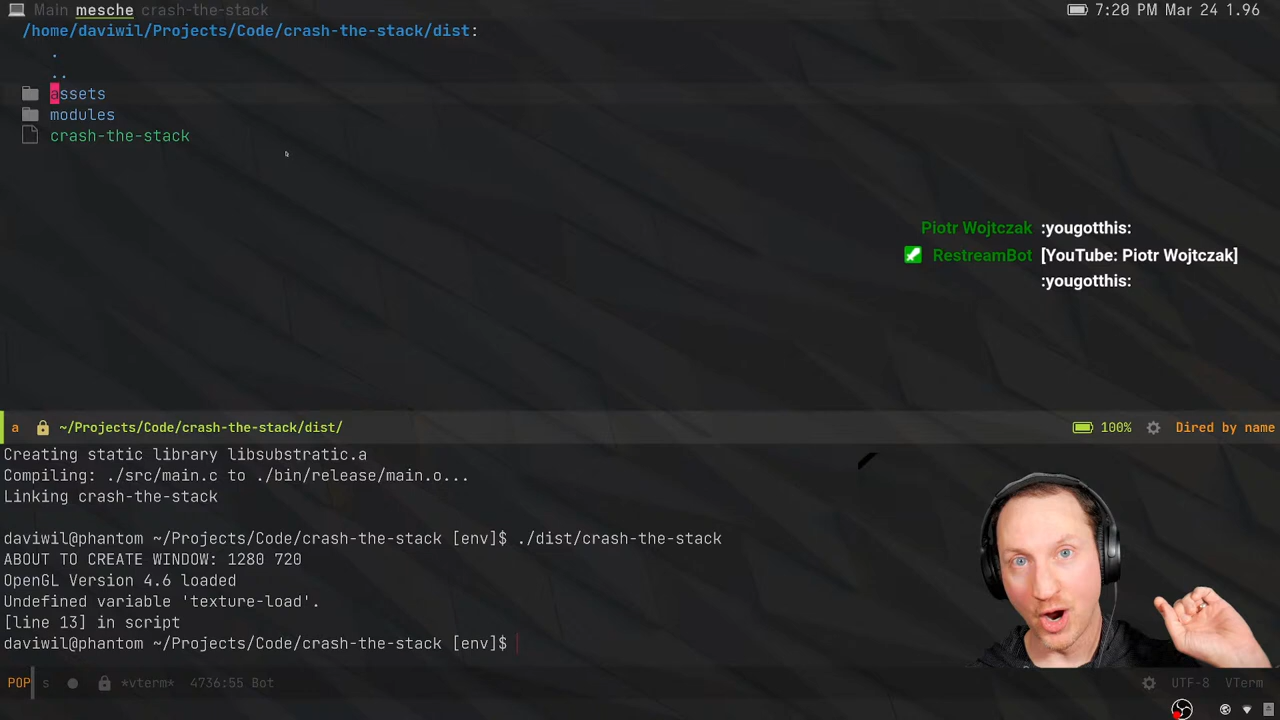 Main mesche crash-the-stack
7:20 PM Mar 24 1.96
/home/daviwil/Projects/Code/crash-the-stack/dist:
.
..
assets
modules
crash-the-stack
Piotr Wojtczak :yougotthis:
RestreamBot [YouTube: Piotr Wojtczak]
:yougotthis:
a ~/Projects/Code/crash-the-stack/dist/ 100% Dired by name
Creating static library libsubstratic.a
Compiling: ./src/main.c to ./bin/release/main.o...
Linking crash-the-stack
daviwil@phantom ~/Projects/Code/crash-the-stack [env]$ ./dist/crash-the-stack
ABOUT TO CREATE WINDOW: 1280 720
OpenGL Version 4.6 loaded
Undefined variable 'texture-load'.
[line 13] in script
daviwil@phantom ~/Projects/Code/crash-the-stack [env]$
POP s *vterm* 4736:55 Bot UTF-8 VTerm